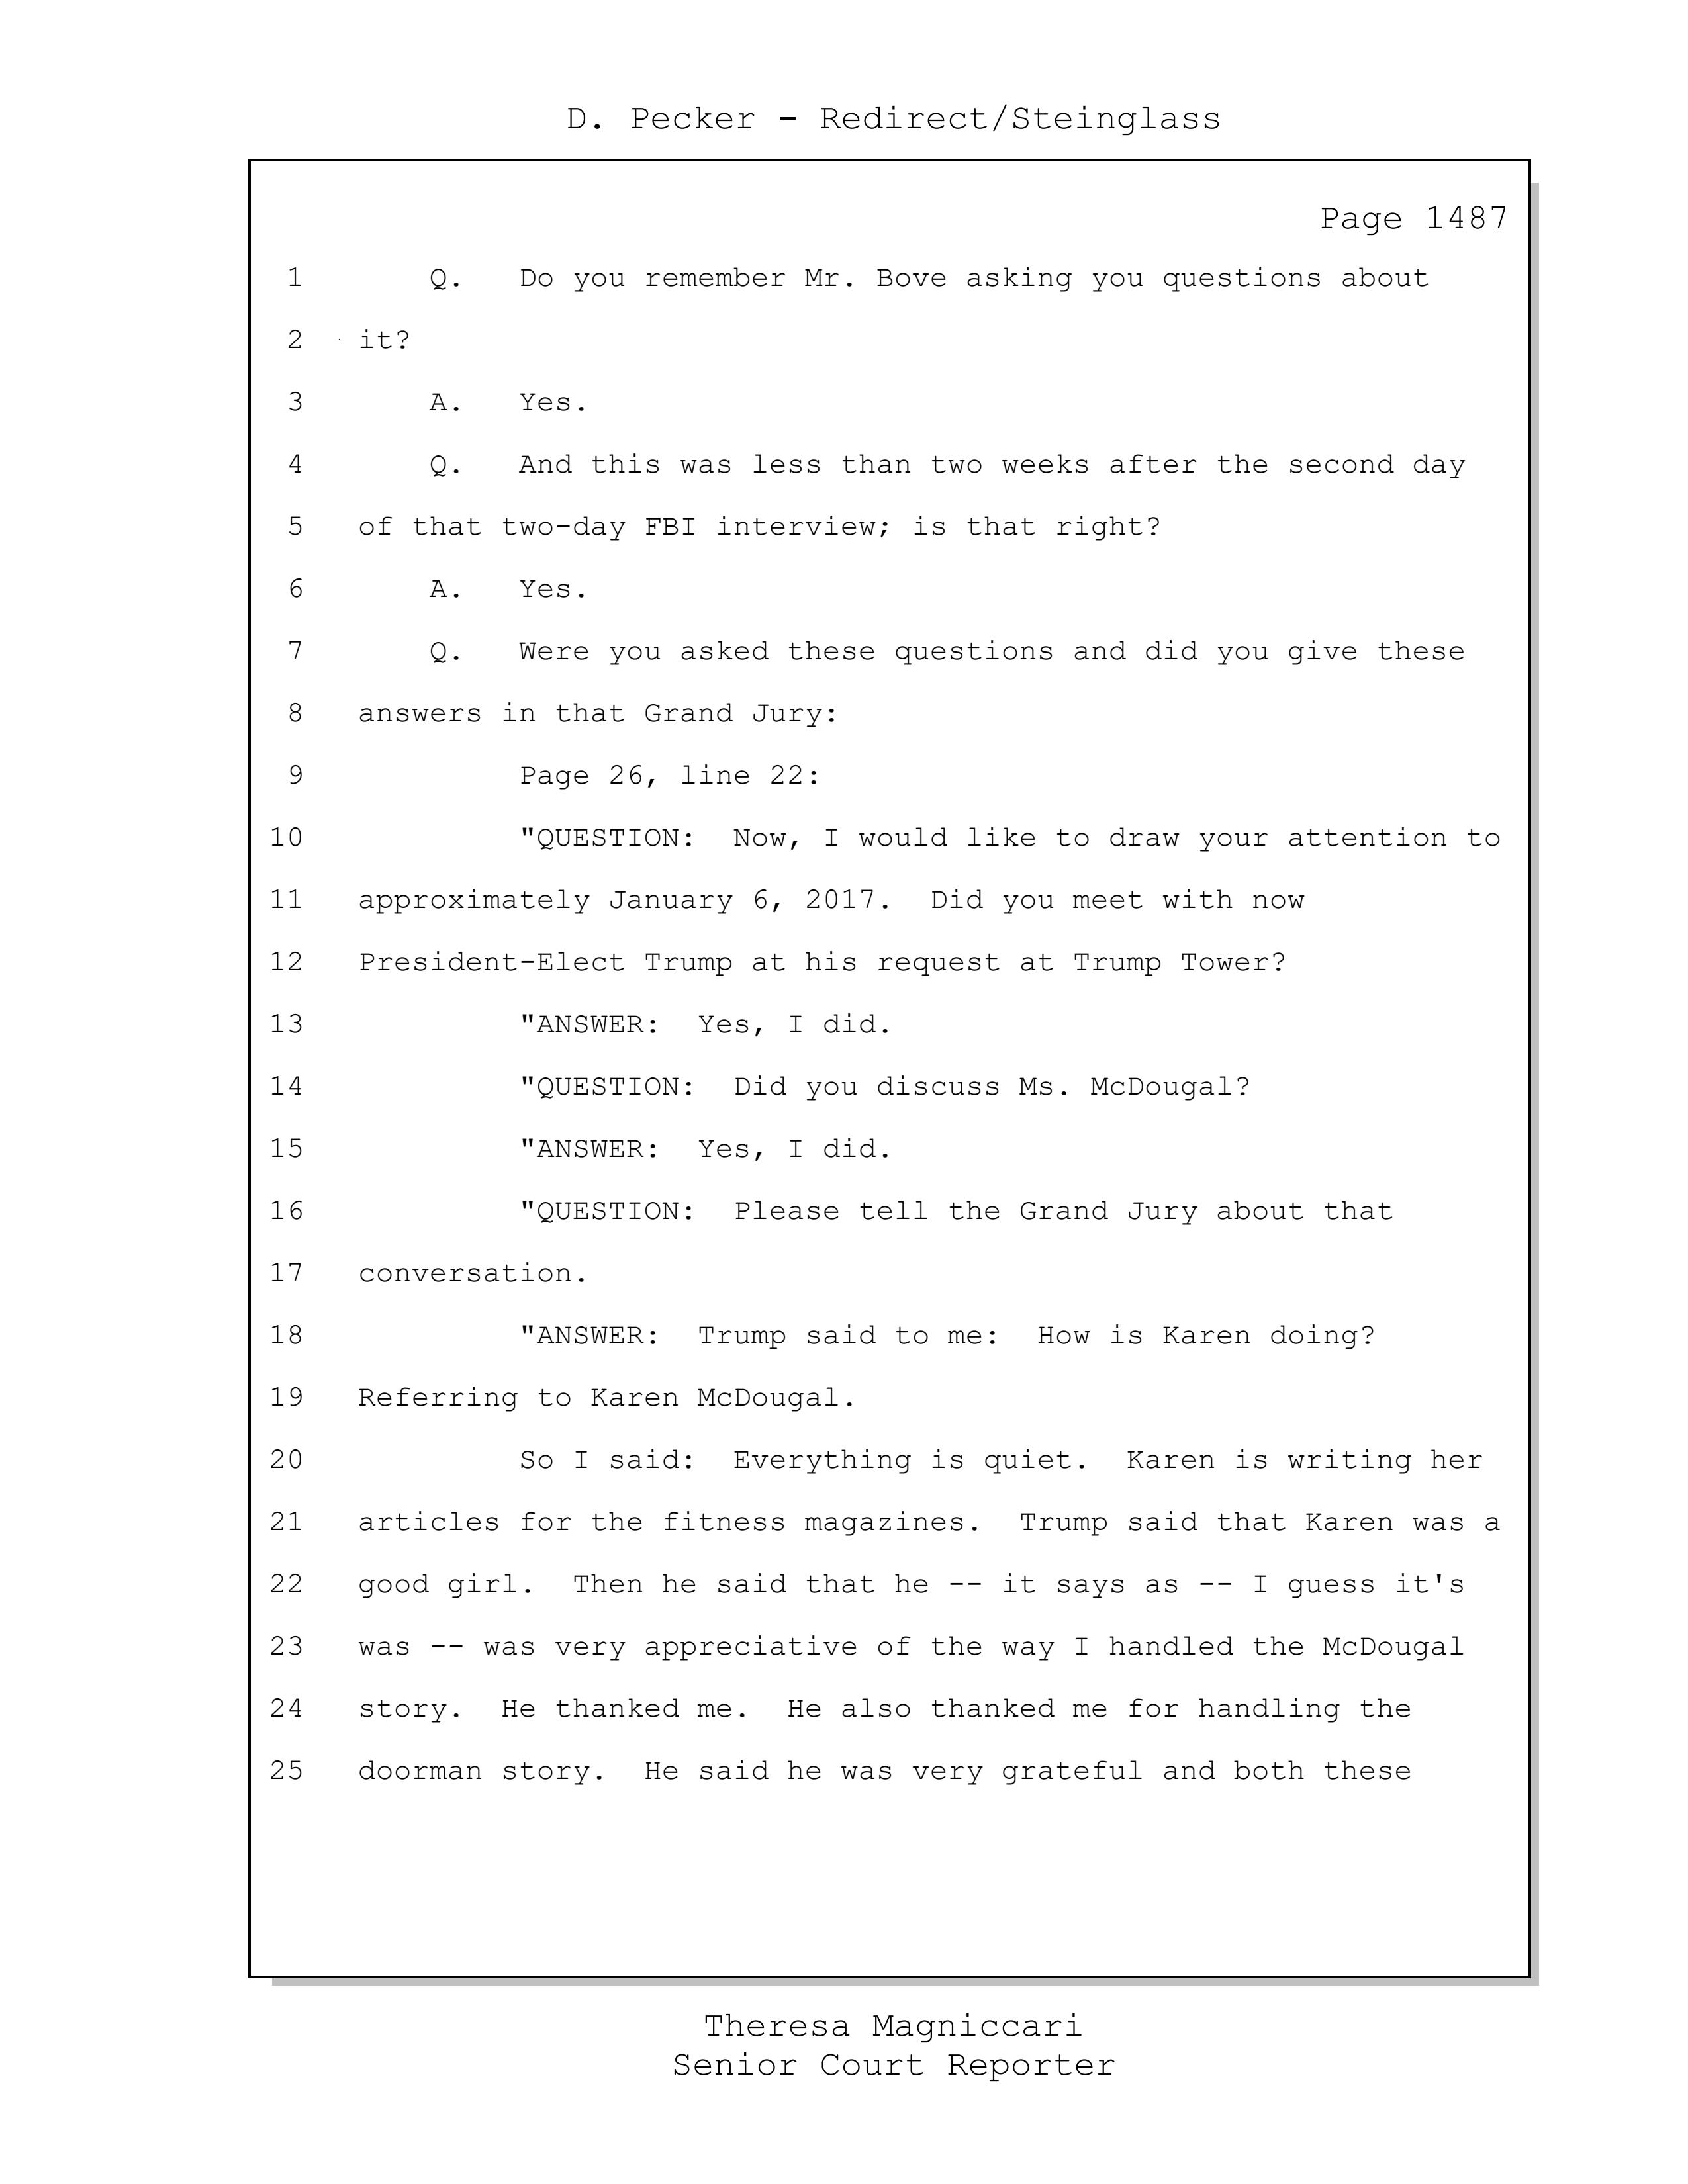 D. Pecker - Redirect/Steinglass
Page 1487
1 Q. Do you remember Mr. Bove asking you questions about
2 it?
3 A. Yes.
4 Q. And this was less than two weeks after the second day
5 of that two-day FBI interview; is that right?
6 A. Yes.
7 Q. Were you asked these questions and did you give these
8 answers in that Grand Jury:
9 Page 26, line 22:
10 "QUESTION: Now, I would like to draw your attention to
11 approximately January 6, 2017. Did you meet with now
12 President-Elect Trump at his request at Trump Tower?
13 "ANSWER: Yes, I did.
14 "QUESTION: Did you discuss Ms. McDougal?
15 "ANSWER: Yes, I did.
16 "QUESTION: Please tell the Grand Jury about that
17 conversation.
18 "ANSWER: Trump said to me: How is Karen doing?
19 Referring to Karen McDougal.
20 So I said: Everything is quiet. Karen is writing her
21 articles for the fitness magazines. Trump said that Karen was a
22 good girl. Then he said that he -- it says as -- I guess it's
23 was -- was very appreciative of the way I handled the McDougal
24 story. He thanked me. He also thanked me for handling the
25 doorman story. He said he was very grateful and both these
Theresa Magniccari
Senior Court Reporter